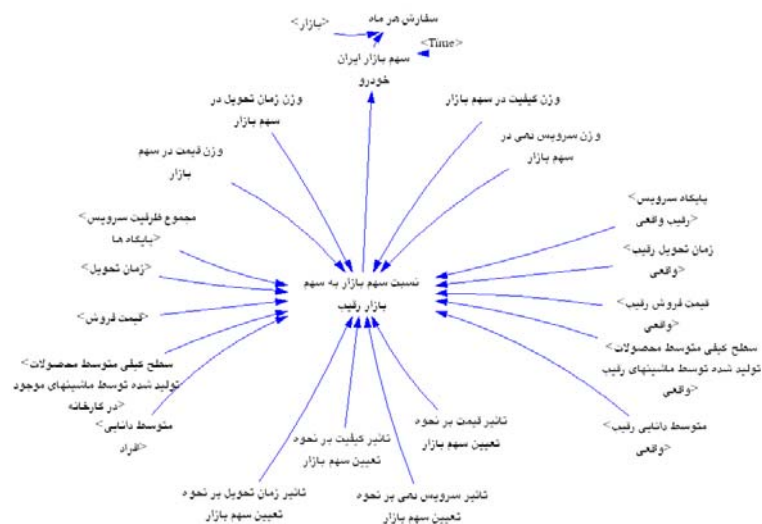 سفارش در ماه
<بازار>
<Time>
سهم بازار ایران
خودرو
وزن زمان تحویل در
سهم بازار
وزن کیفیت در سهم بازار
وزن قیمت در سهم
بازار
وزن سرویس دهی در
سهم بازار
<مجموع ظرفیت سرویس
پایگاه ها>
<پایگاه سرویس
رقیب واقعی>
<زمان تحویل>
<زمان تحویل رقیب
واقعی>
نسبت سهم بازار به سهم
بازار رقیب
<قیمت فروش>
<قیمت فروش رقیب
واقعی>
<سطح کیفی متوسط محصولات
تولید شده توسط ماشینهای موجود
در کارخانه>
<سطح کیفی متوسط محصولات
تولید شده توسط ماشینهای رقیب
واقعی>
<متوسط دانایی
افراد>
<متوسط دانایی رقیب
واقعی>
تاثیر قیمت بر نحوه
تعیین سهم بازار
تاثیر کیفیت بر نحوه
تعیین سهم بازار
تاثیر زمان تحویل بر نحوه
تعیین سهم بازار
تاثیر سرویس دهی بر نحوه
تعیین سهم بازار